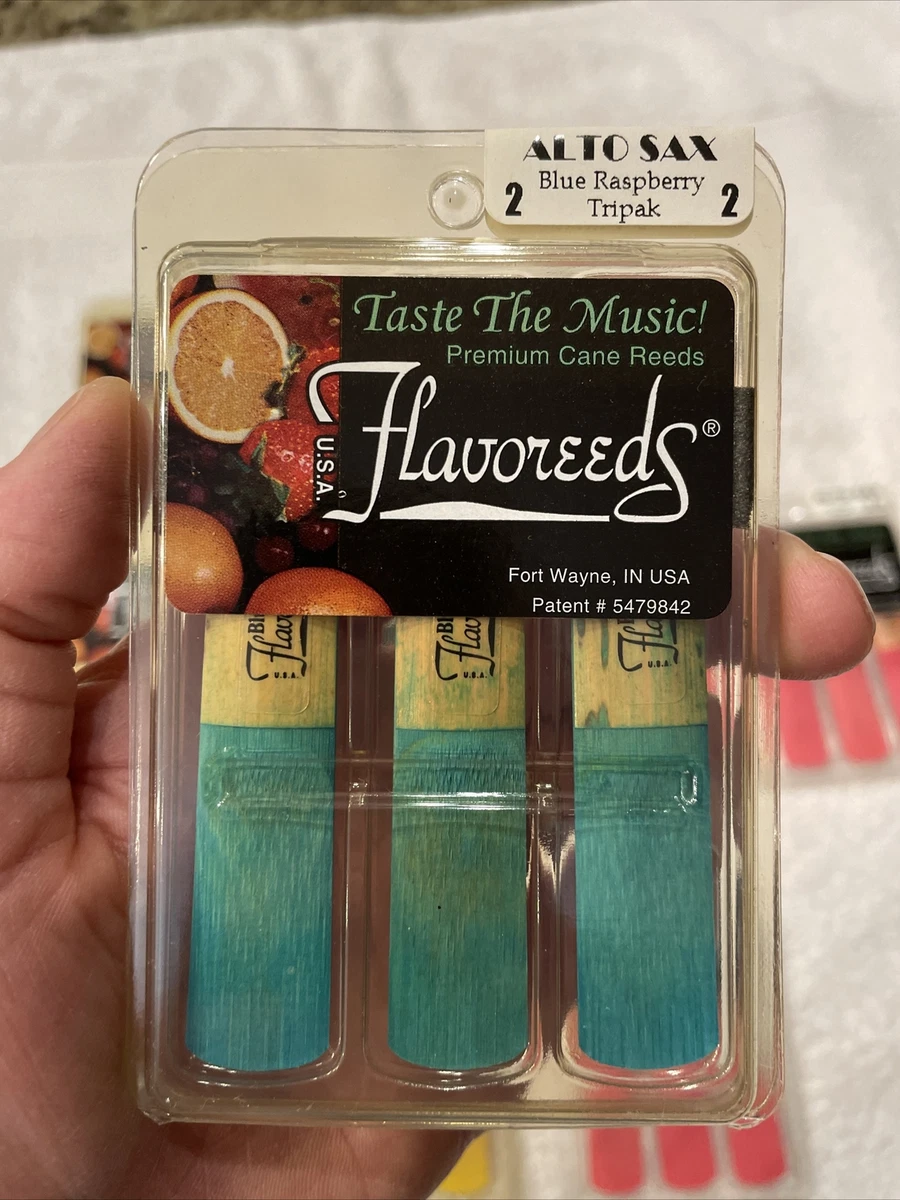 ALTO SAX
2 Blue Raspberry 2
Tripak
Taste The Music!
Premium Cane Reeds
Flavoreeds®
U.S.A.
Fort Wayne, IN USA
Patent # 5479842
U.S.A.
U.S.A.
U.S.A.